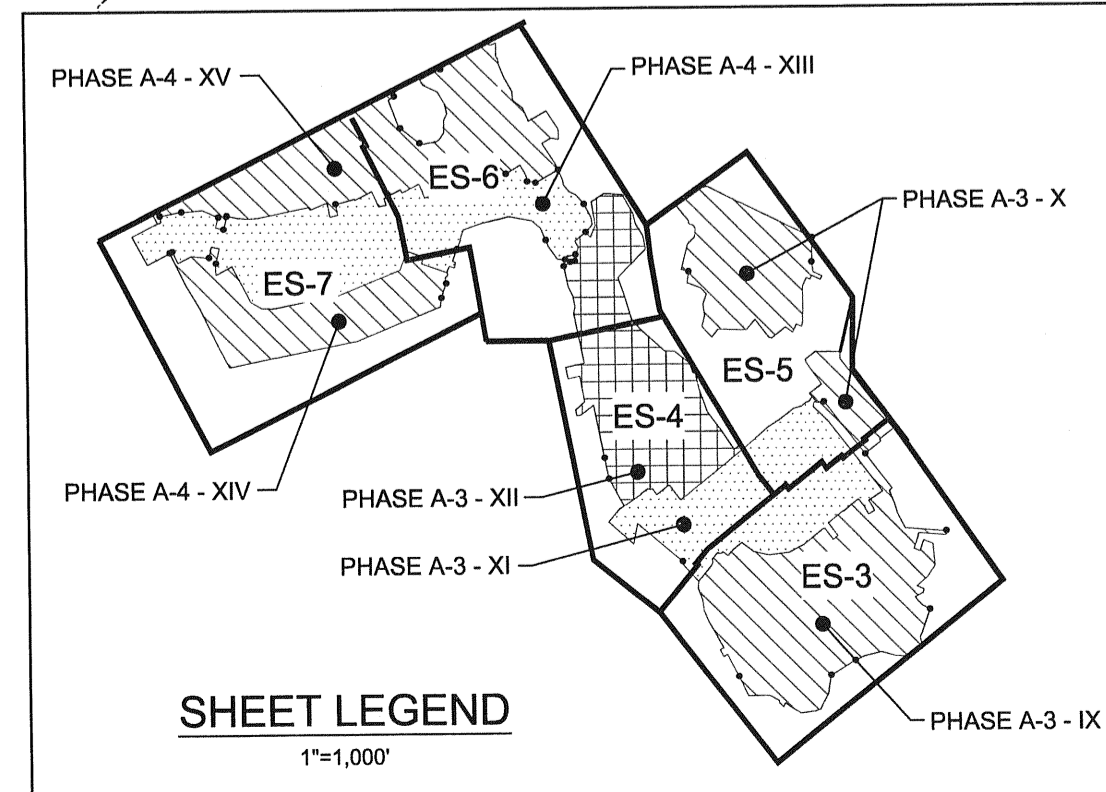 PHASE A-4 - XV
PHASE A-4 - XIII
ES-6
PHASE A-3 - X
ES-7
ES-5
ES-4
PHASE A-4 - XIV
PHASE A-3 - XII
PHASE A-3 - XI
ES-3
SHEET LEGEND
1"=1,000'
PHASE A-3 - IX